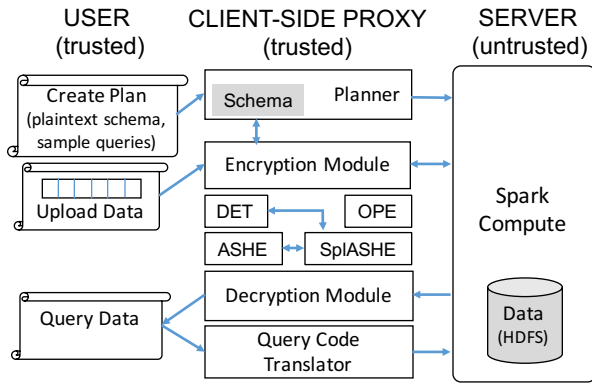 USER
(trusted)
CLIENT-SIDE PROXY
(trusted)
SERVER
(untrusted)
Create Plan
(plaintext schema,
sample queries)
Schema
Planner
Upload Data
Encryption Module
DET
OPE
ASHE
SplASHE
Query Data
Decryption Module
Query Code
Translator
Spark
Compute
Data
(HDFS)